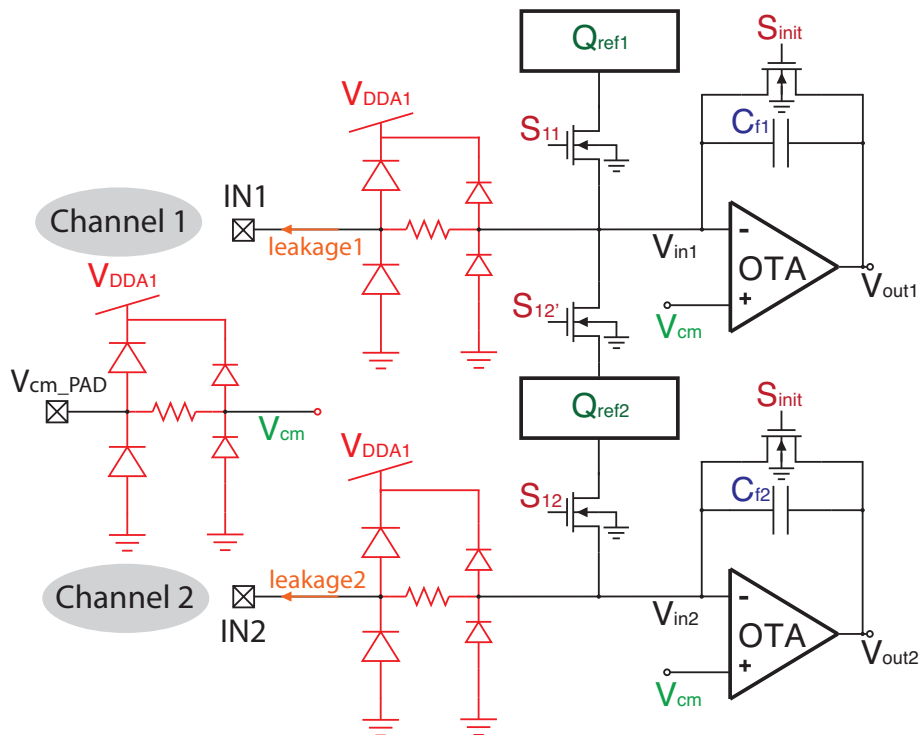 Qref1
Sinit
VDDA1
S11
Cf1
IN1
Channel 1
leakage1
Vin1
-
OTA
+
Vout1
VDDA1
S12'
Vcm
Vcm_PAD
Qref2
Sinit
Vcm
VDDA1
S12
Cf2
leakage2
Channel 2
IN2
Vin2
-
OTA
+
Vout2
Vcm